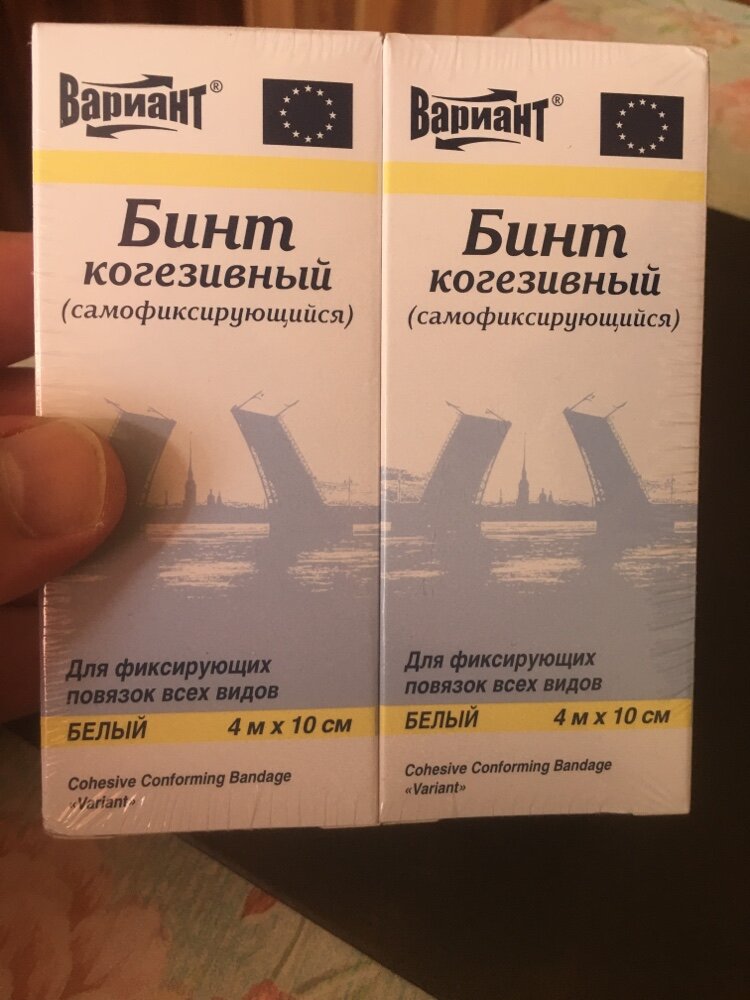 Вариант®
Бинт
когезивный
(самофиксирующийся)
Для фиксирующих
повязок всех видов
БЕЛЫЙ 4 м х 10 см
Cohesive Conforming Bandage
«Variant»
Вариант®
Бинт
когезивный
(самофиксирующийся)
Для фиксирующих
повязок всех видов
БЕЛЫЙ 4 м х 10 см
Cohesive Conforming Bandage
«Variant»